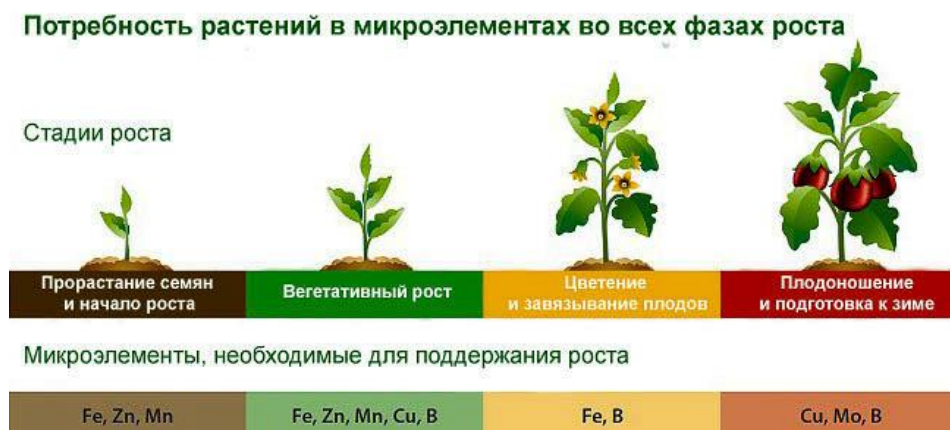 Потребность растений в микроэлементах во всех фазах роста
Стадии роста
Прорастание семян
и начало роста
Вегетативный рост
Цветение
и завязывание плодов
Плодоношение
и подготовка к зиме
Микроэлементы, необходимые для поддержания роста
Fe, Zn, Mn
Fe, Zn, Mn, Cu, B
Fe, B
Cu, Mo, B